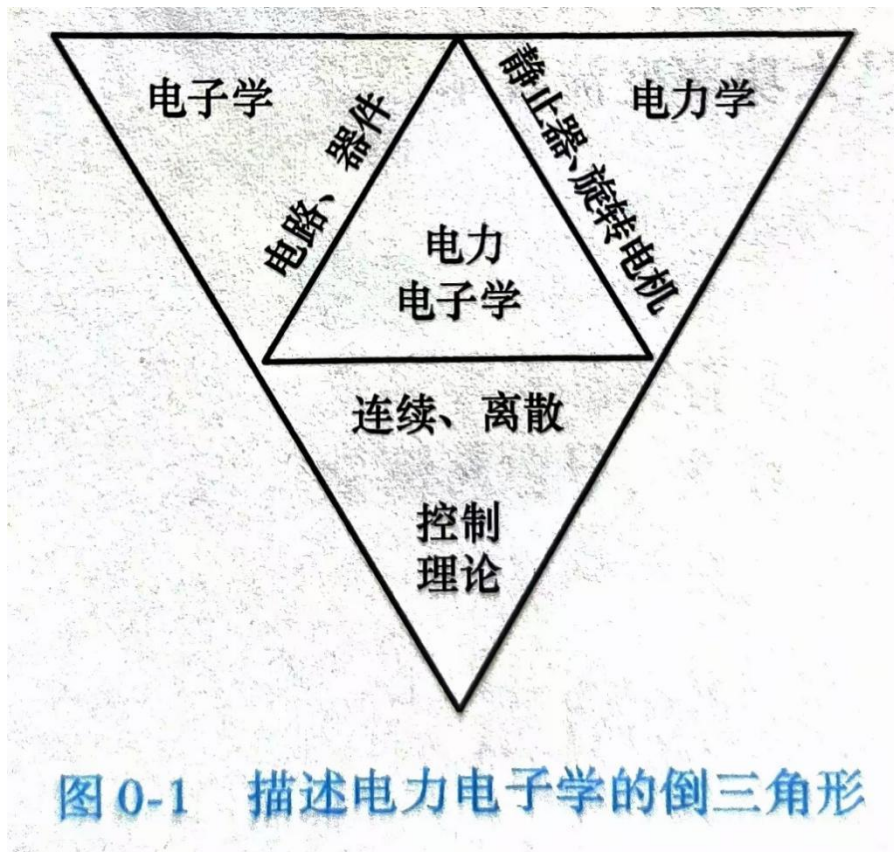 电子学
电路、器件
静止器、旋转电机
电力学
电力
电子学
连续、离散
控制
理论
图 0-1 描述电力电子学的倒三角形